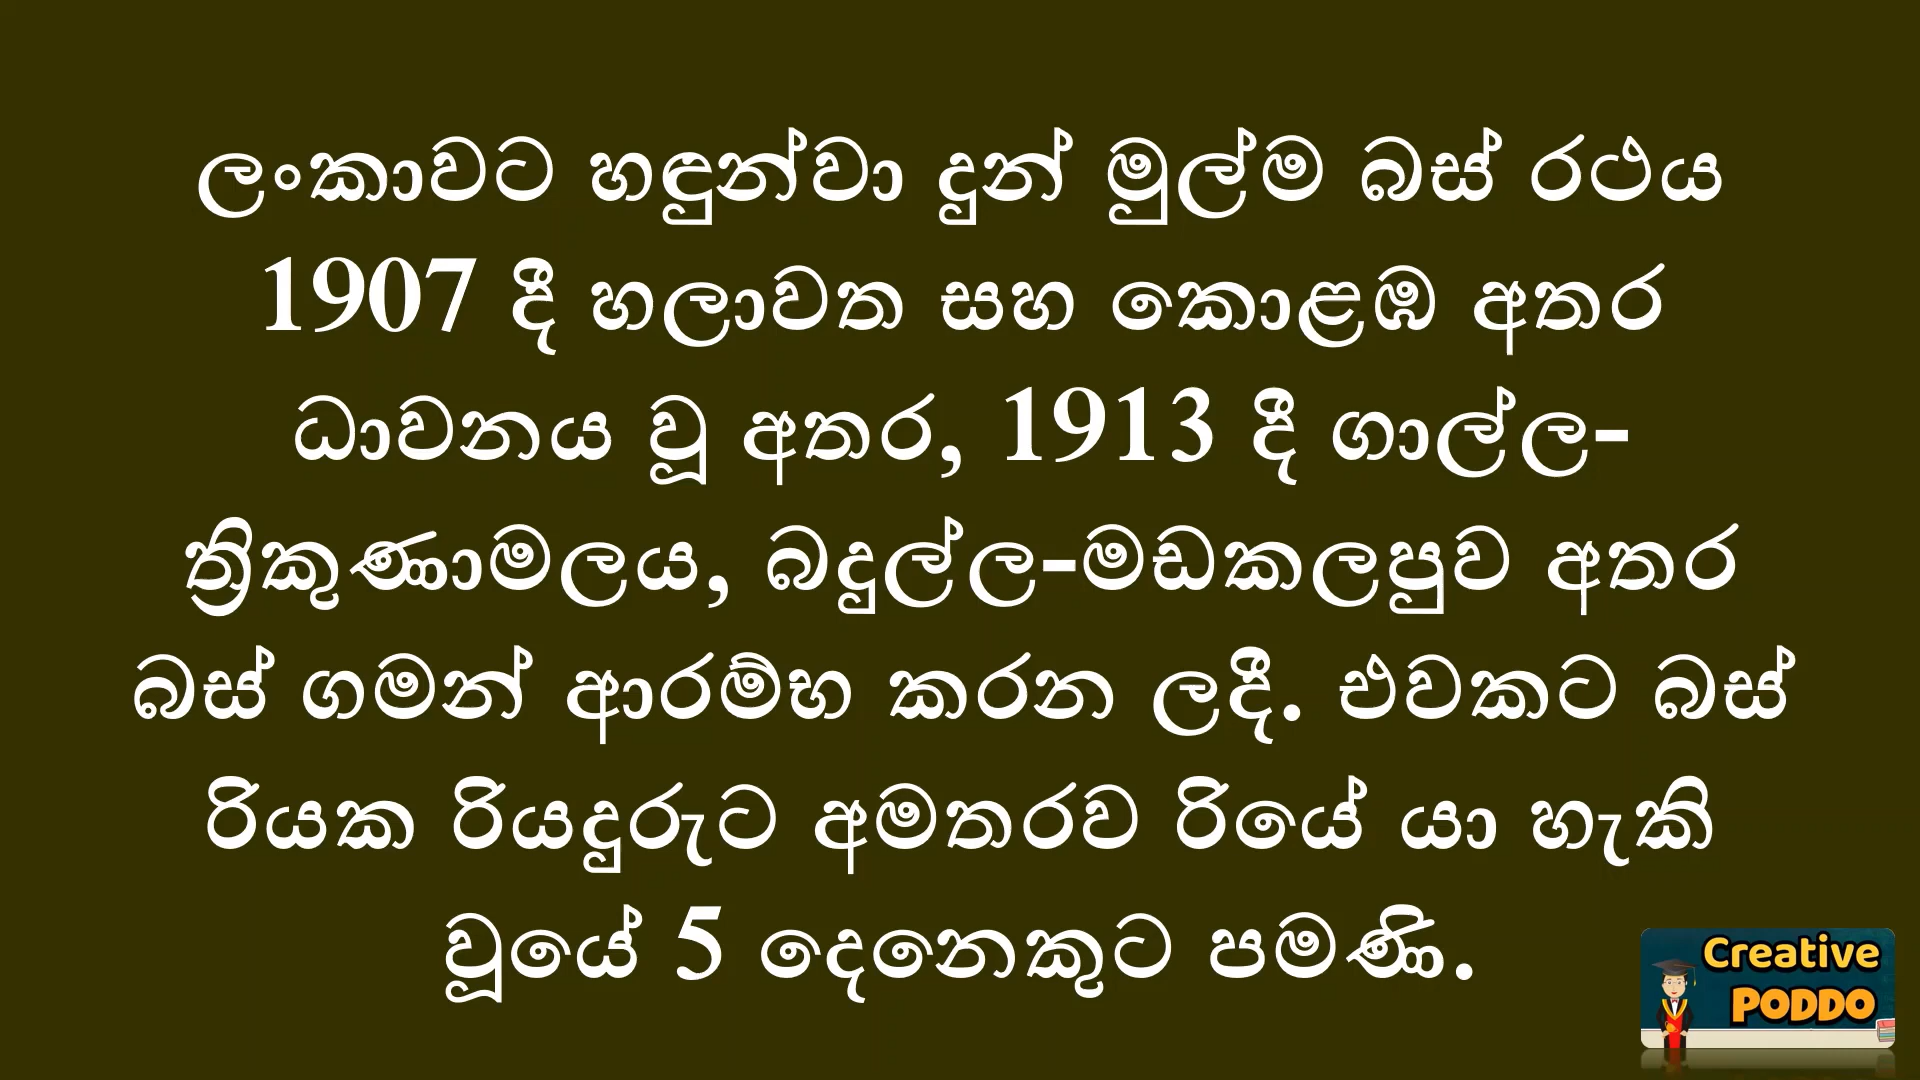 ලංකාවට හඳුන්වා දුන් මුල්ම බස් රථය
1907 දී හලාවත සහ කොළඹ අතර
ධාවනය වූ අතර, 1913 දී ගාල්ල-
ත්‍රිකුණාමලය, බදුල්ල-මඩකලපුව අතර
බස් ගමන් ආරම්භ කරන ලදී. එවකට බස්
රියක රියදුරුට අමතරව රියේ යා හැකි
වූයේ 5 දෙනෙකුට පමණි.
Creative
PODDO